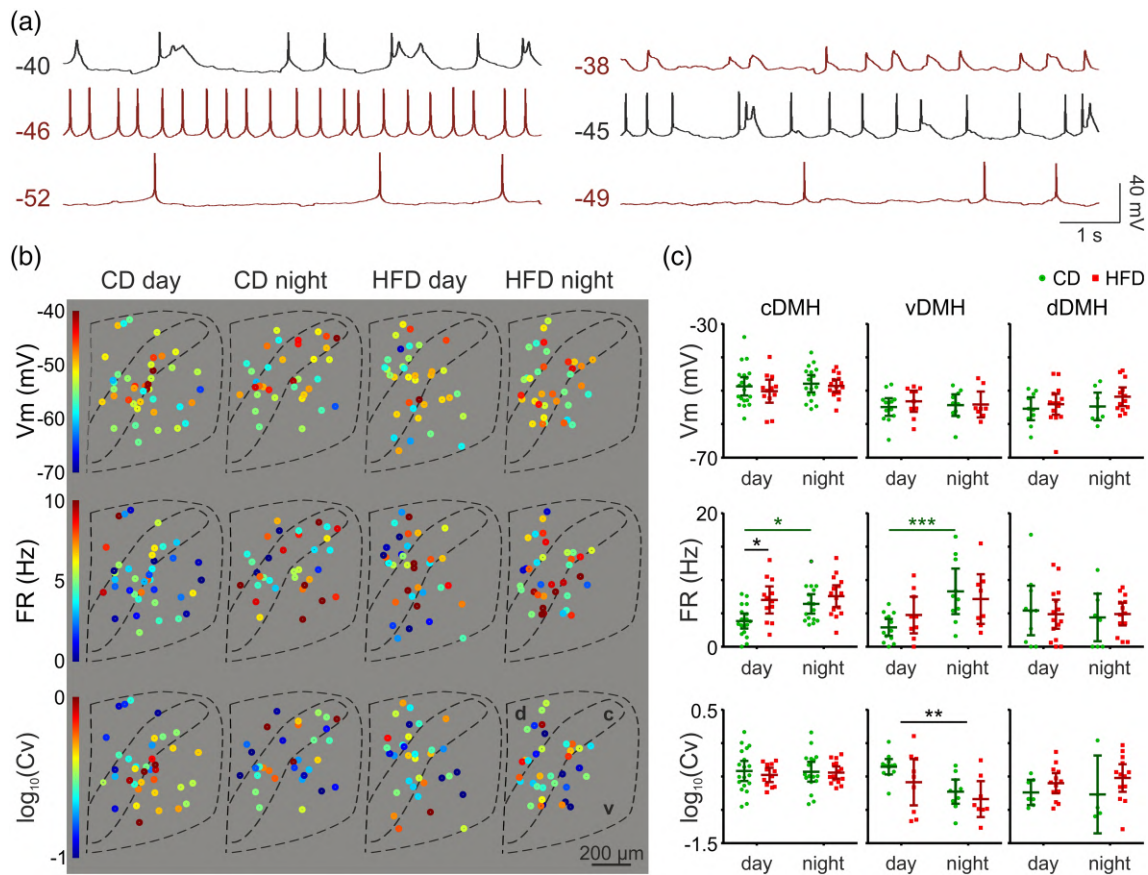 (a)
-40
-46
-52
-38
-45
-49
40 mV
1 s
(b)
CD day CD night HFD day HFD night
-40
-50
-60
-70
Vm (mV)
10
5
0
FR (Hz)
0
-1
log10(Cv)
d c
v
200 μm
(c)
CD HFD
cDMH vDMH dDMH
-30
Vm (mV)
-70
day night day night day night
20
FR (Hz)
0
* *** 
*
day night day night day night
0.5
log10(Cv)
-1.5
**
day night day night day night